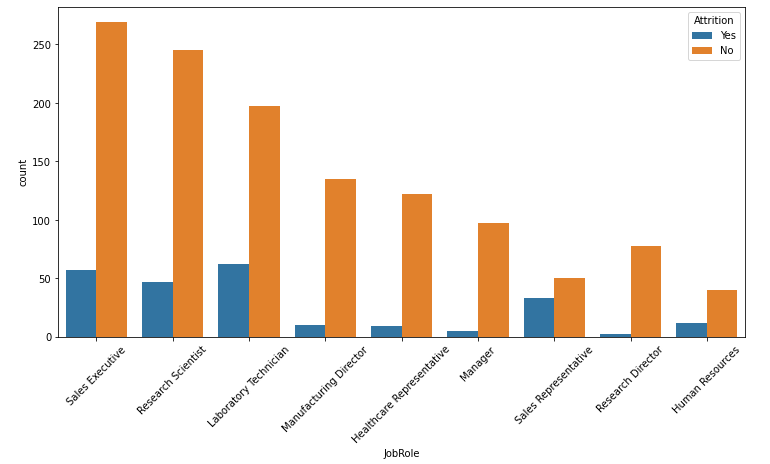 Attrition
Yes
No
250
200
150
100
50
0
count
Sales Executive
Research Scientist
Laboratory Technician
Manufacturing Director
Healthcare Representative
Manager
Sales Representative
Research Director
Human Resources
JobRole